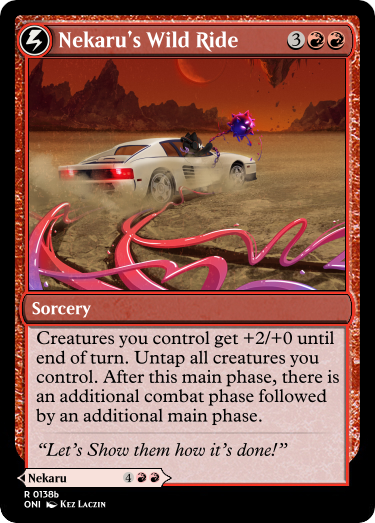 Nekaru's Wild Ride 3
Sorcery
Creatures you control get +2/+0 until
end of turn. Untap all creatures you
control. After this main phase, there is
an additional combat phase followed
by an additional main phase.
"Let's Show them how it's done!"
Nekaru 4
R 0138b
ONI Kez Laczin